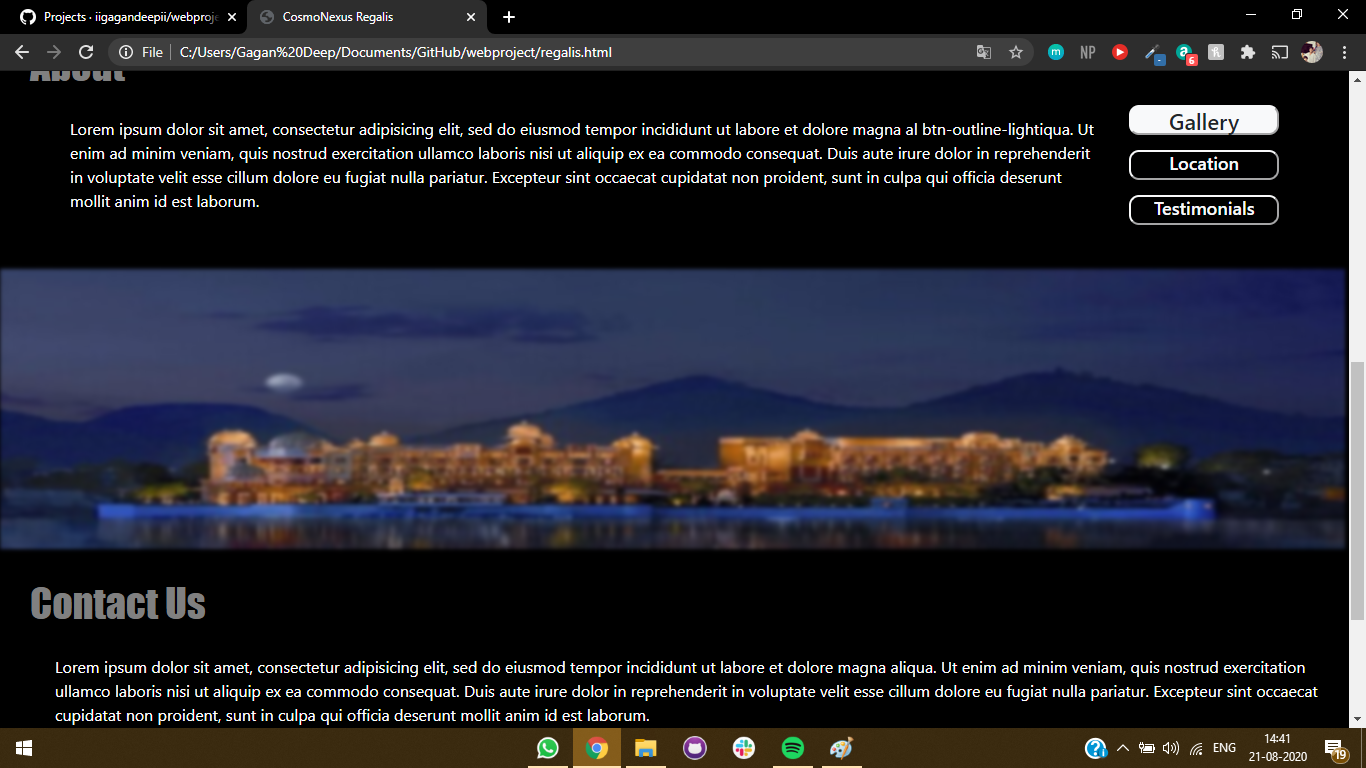 Projects · iigagandeepii/webproje
CosmoNexus Regalis
File
C:/Users/Gagan%20Deep/Documents/GitHub/webproject/regalis.html
NP
6
About
Lorem ipsum dolor sit amet, consectetur adipisicing elit, sed do eiusmod tempor incididunt ut labore et dolore magna al btn-outline-lightiqua. Ut
enim ad minim veniam, quis nostrud exercitation ullamco laboris nisi ut aliquip ex ea commodo consequat. Duis aute irure dolor in reprehenderit
in voluptate velit esse cillum dolore eu fugiat nulla pariatur. Excepteur sint occaecat cupidatat non proident, sunt in culpa qui officia deserunt
mollit anim id est laborum.
Gallery
Location
Testimonials
Contact Us
Lorem ipsum dolor sit amet, consectetur adipisicing elit, sed do eiusmod tempor incididunt ut labore et dolore magna aliqua. Ut enim ad minim veniam, quis nostrud exercitation
ullamco laboris nisi ut aliquip ex ea commodo consequat. Duis aute irure dolor in reprehenderit in voluptate velit esse cillum dolore eu fugiat nulla pariatur. Excepteur sint occaecat
cupidatat non proident, sunt in culpa qui officia deserunt mollit anim id est laborum.
ENG
14:41
21-08-2020
19